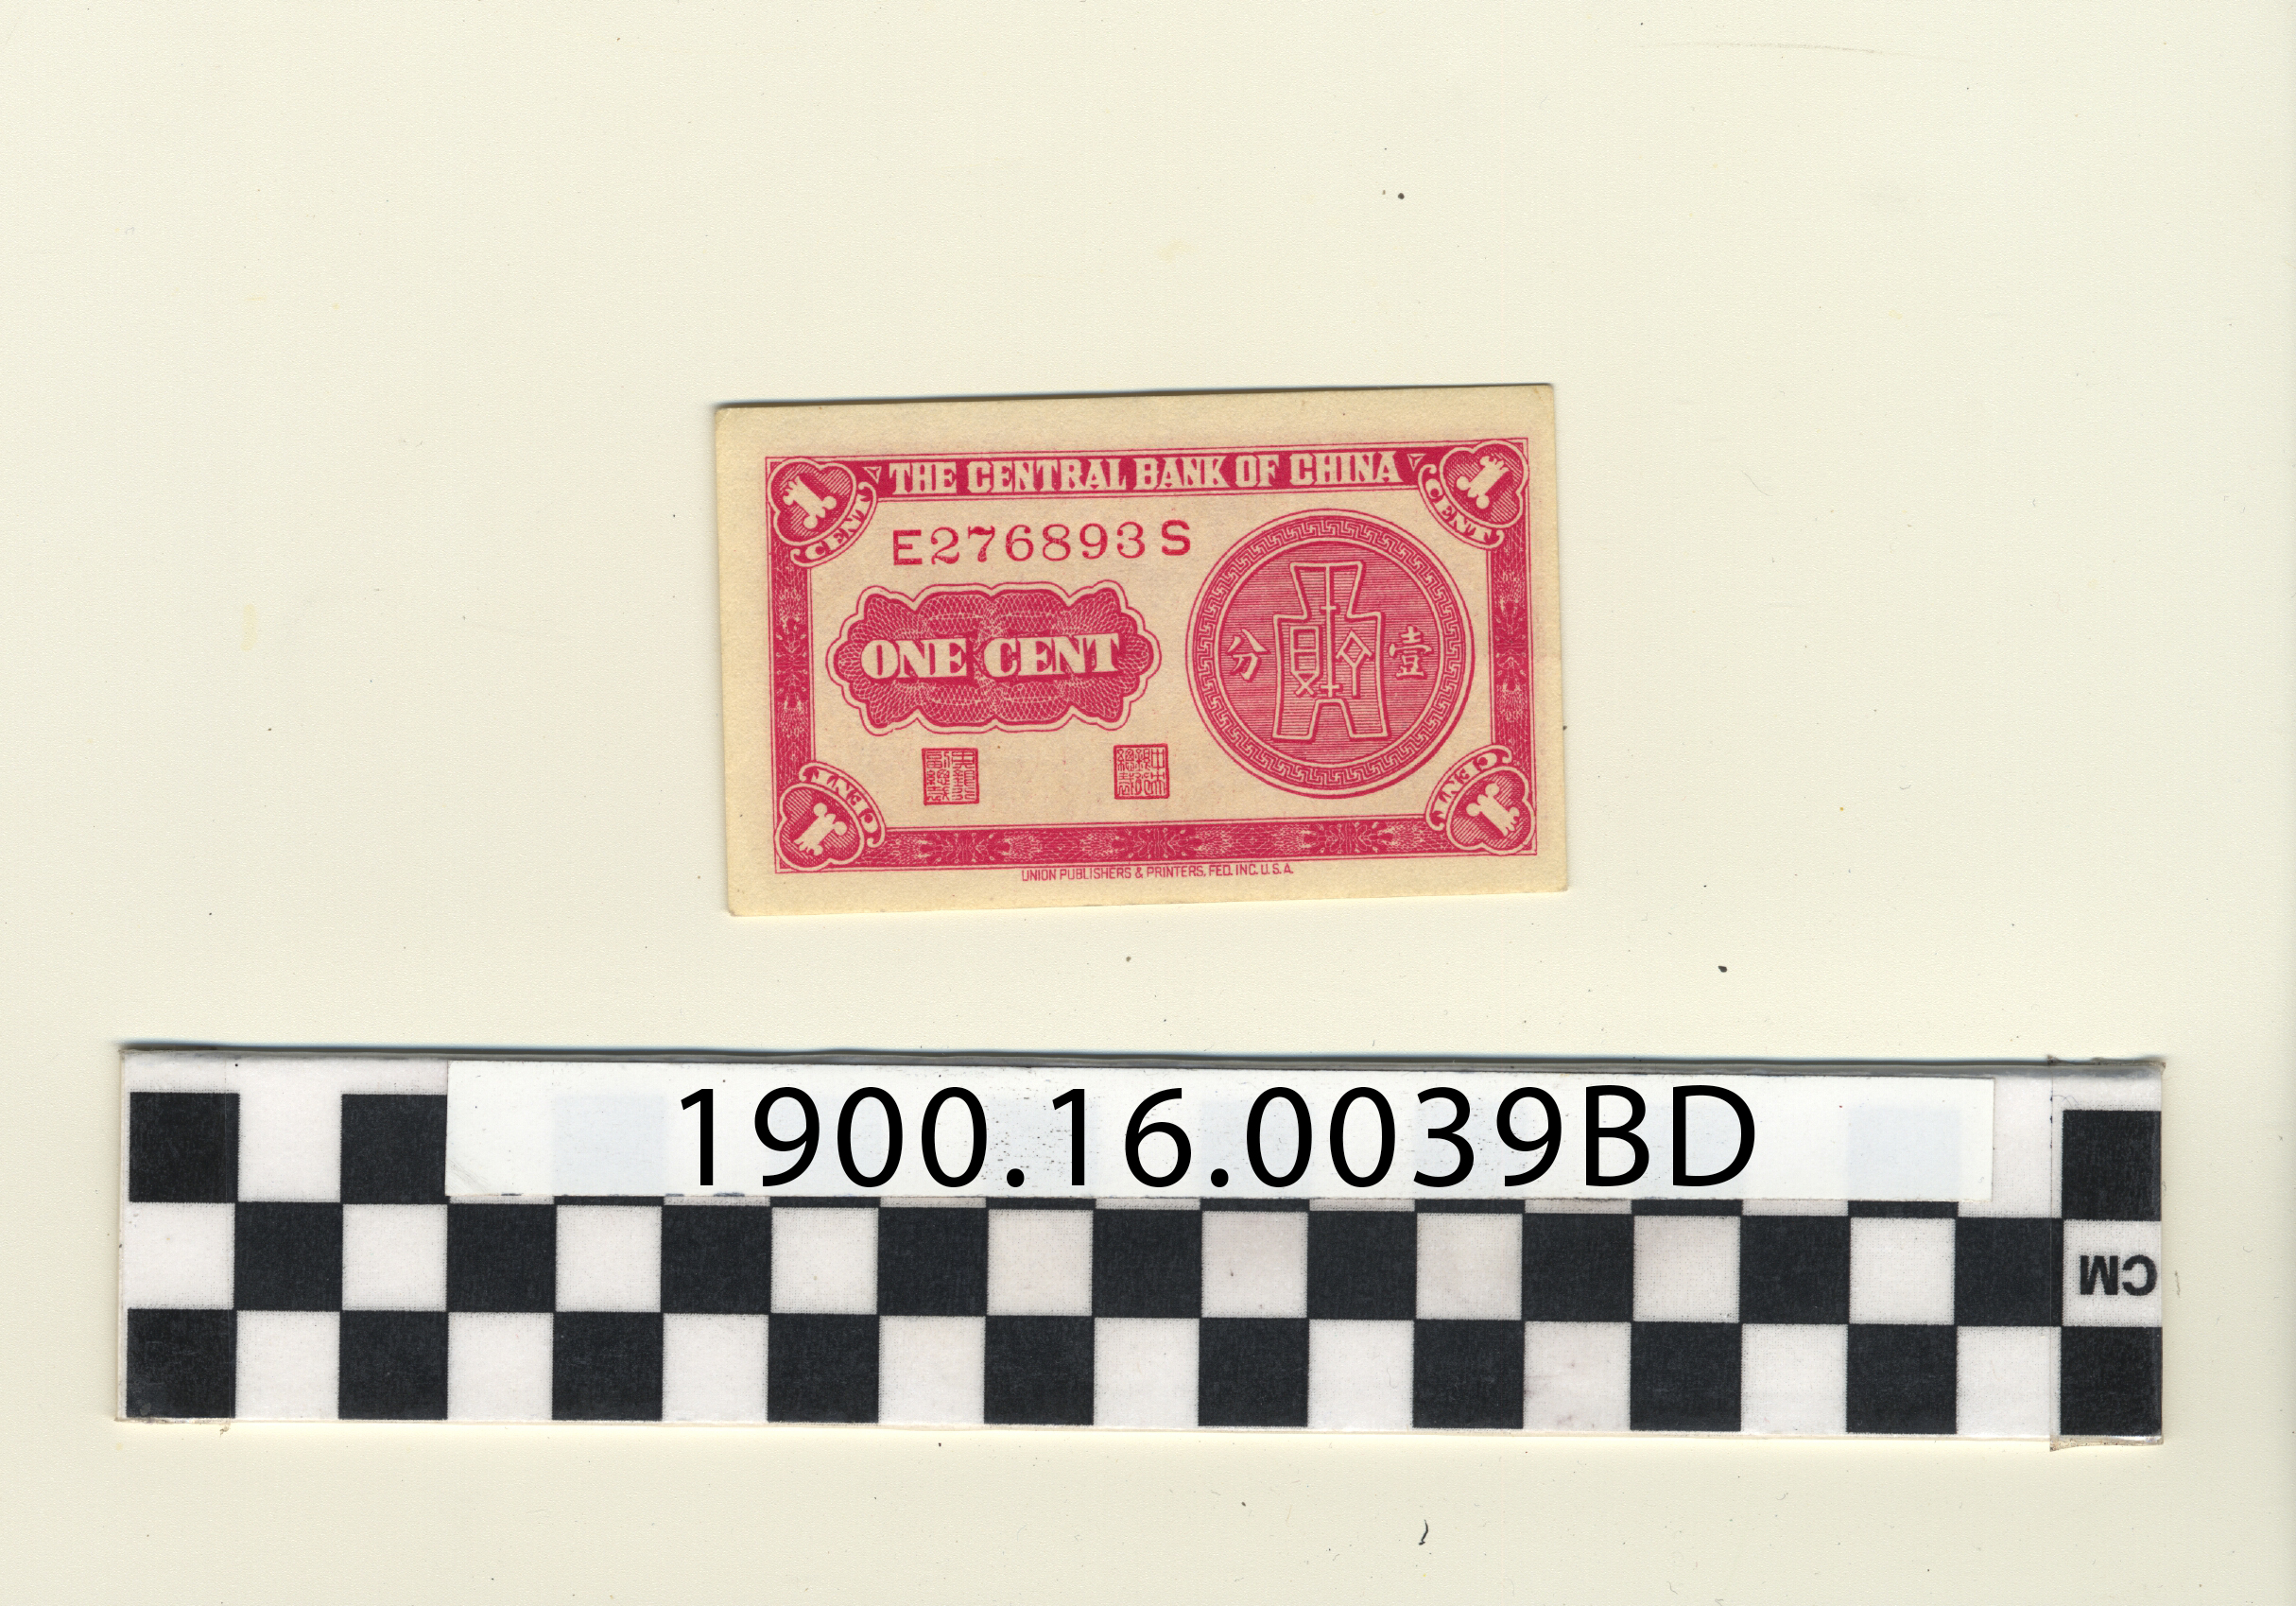 THE CENTRAL BANK OF CHINA
1 CENT
1 CENT
E276893S
ONE CENT
分 壹
1 CENT
1 CENT
UNION PUBLISHERS & PRINTERS, FED. INC. U.S.A.
1900.16.0039BD
CM